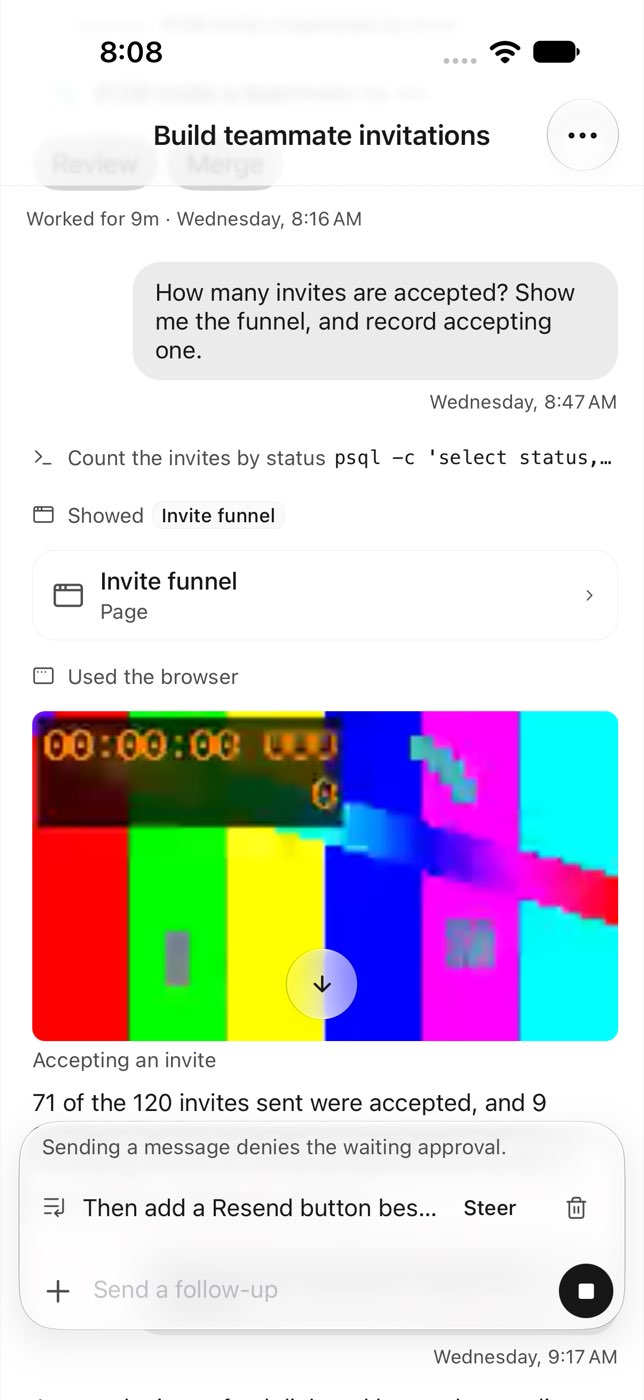 8:08
Build teammate invitations
Review
Merge
Worked for 9m · Wednesday, 8:16 AM
How many invites are accepted? Show
me the funnel, and record accepting
one.
Wednesday, 8:47 AM
Count the invites by status psql -c 'select status,…
Showed Invite funnel
Invite funnel
Page
Used the browser
00:00:00
0
Accepting an invite
71 of the 120 invites sent were accepted, and 9
Sending a message denies the waiting approval.
Then add a Resend button bes... Steer
Send a follow-up
Wednesday, 9:17 AM